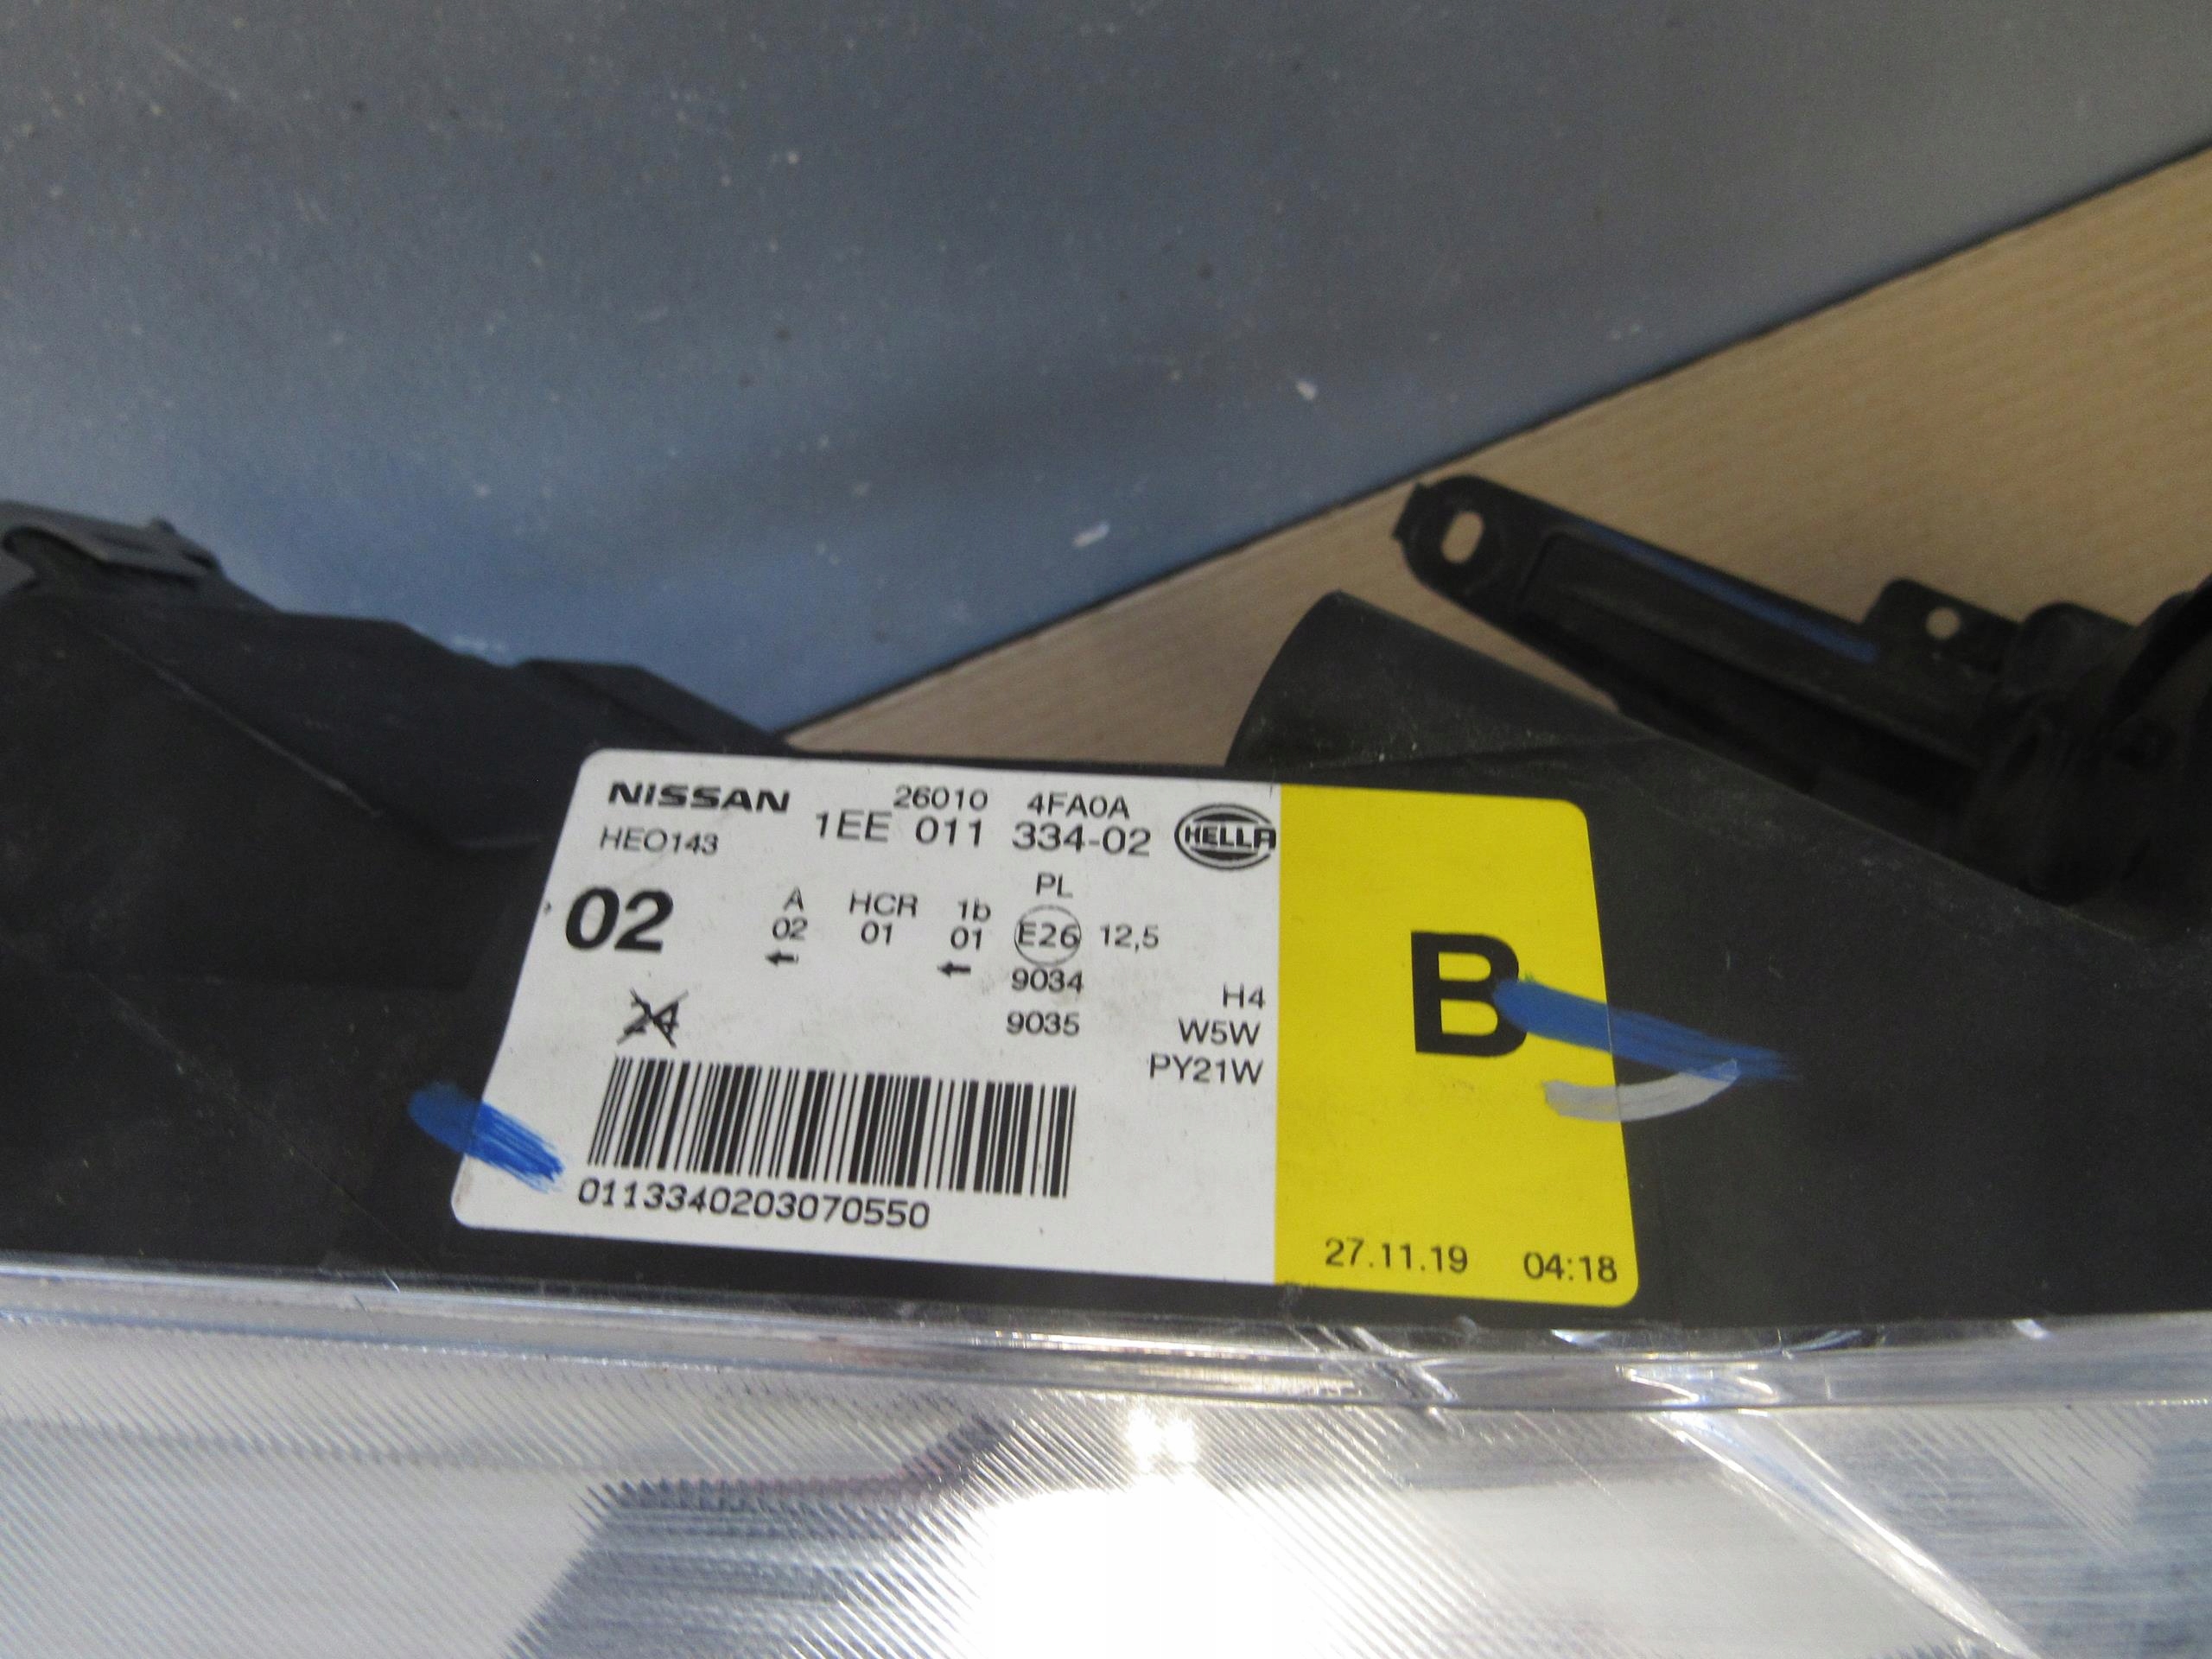 NISSAN 26010 4FA0A
HEO143 1EE 011 334-02 HELLA
PL
02 A HCR 1b E26 12,5
02 01 01
9034
24 9035
H4
W5W
PY21W
B
0113340203070550
27.11.19 04:18